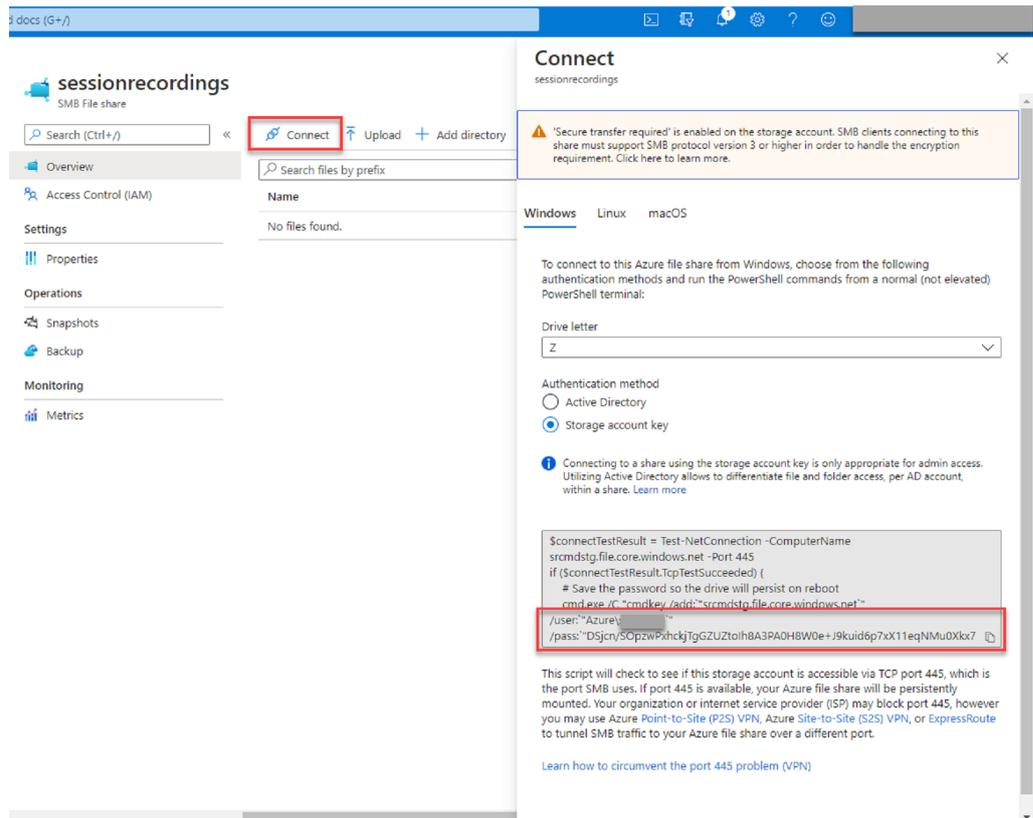 d docs (G+/)
1
sessionrecordings
SMB File share
Search (Ctrl+/)
«
Overview
Access Control (IAM)
Settings
Properties
Operations
Snapshots
Backup
Monitoring
Metrics
Connect
Upload
Add directory
Search files by prefix
Name
No files found.
Connect
sessionrecordings
'Secure transfer required' is enabled on the storage account. SMB clients connecting to this
share must support SMB protocol version 3 or higher in order to handle the encryption
requirement. Click here to learn more.
Windows Linux macOS
To connect to this Azure file share from Windows, choose from the following
authentication methods and run the PowerShell commands from a normal (not elevated)
PowerShell terminal:
Drive letter
Z
Authentication method
Active Directory
Storage account key
Connecting to a share using the storage account key is only appropriate for admin access.
Utilizing Active Directory allows to differentiate file and folder access, per AD account,
within a share. Learn more
$connectTestResult = Test-NetConnection -ComputerName
srcmdstg.file.core.windows.net -Port 445
if ($connectTestResult.TcpTestSucceeded) {
# Save the password so the drive will persist on reboot
cmd.exe /C "cmdkey /add:`"srcmdstg.file.core.windows.net`"
/user:`"Azure\
/pass:`"DSjcn/SOpzwPxhckjTgGZUZtoIh8A3PA0H8W0e+J9kuid6p7xX11eqNMu0Xkx7
This script will check to see if this storage account is accessible via TCP port 445, which is
the port SMB uses. If port 445 is available, your Azure file share will be persistently
mounted. Your organization or internet service provider (ISP) may block port 445, however
you may use Azure Point-to-Site (P2S) VPN, Azure Site-to-Site (S2S) VPN, or ExpressRoute
to tunnel SMB traffic to your Azure file share over a different port.
Learn how to circumvent the port 445 problem (VPN)